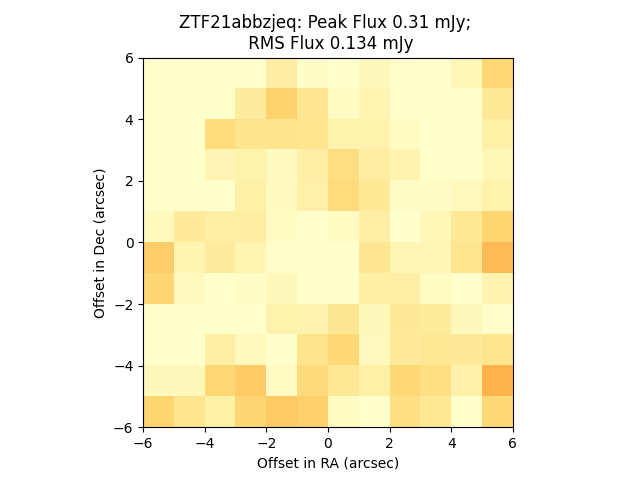 ZTF21abbzjeq: Peak Flux 0.31 mJy;
RMS Flux 0.134 mJy
6
4
2
0
−2
−4
−6
Offset in Dec (arcsec)
−6 −4 −2 0 2 4 6
Offset in RA (arcsec)